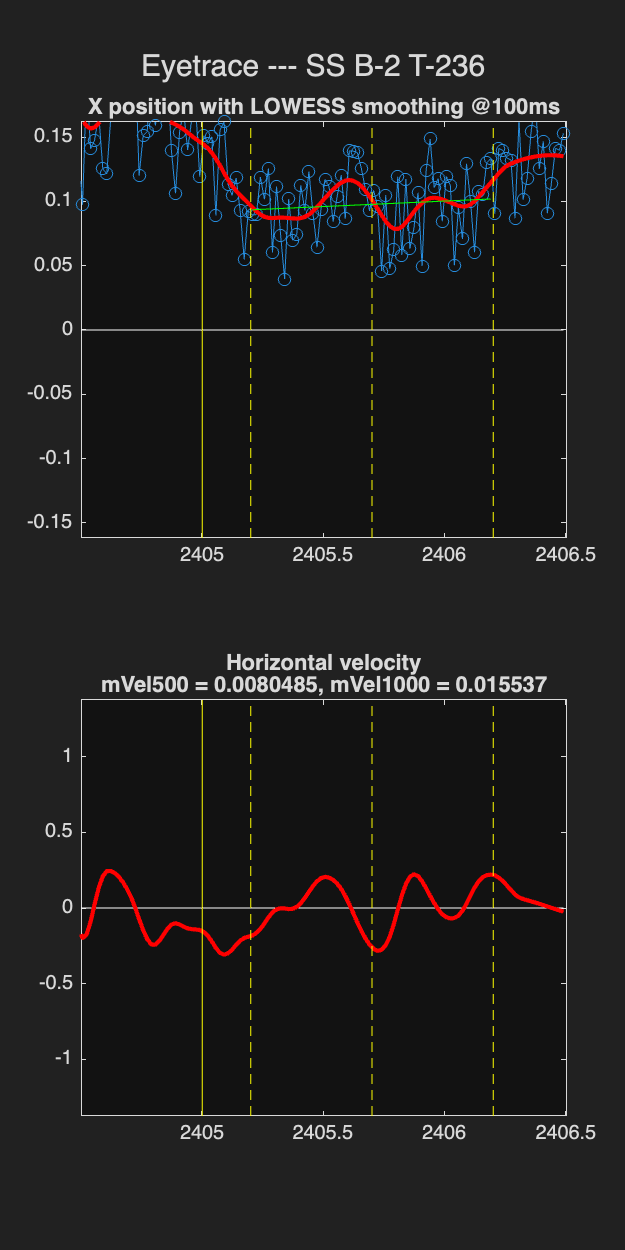 Eyetrace --- SS B-2 T-236
X position with LOWESS smoothing @100ms
0.15
0.1
0.05
0
-0.05
-0.1
-0.15
2405 2405.5 2406 2406.5
Horizontal velocity
mVel500 = 0.0080485, mVel1000 = 0.015537
1
0.5
0
-0.5
-1
2405 2405.5 2406 2406.5